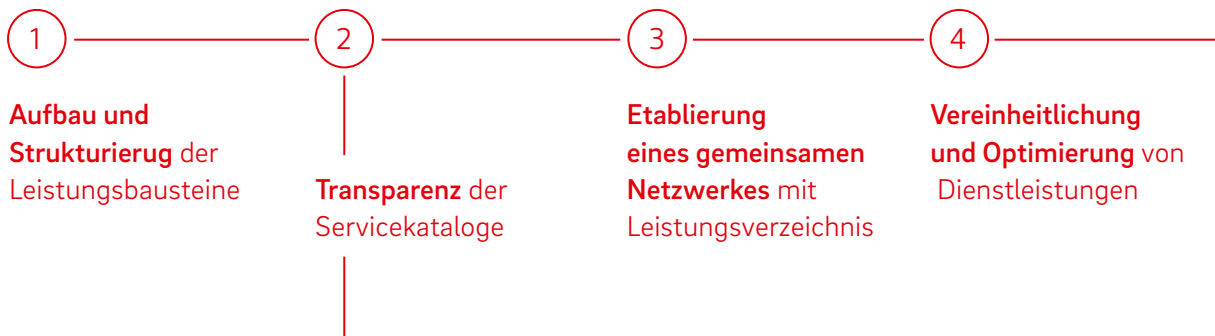 1
Aufbau und
Strukturierug der
Leistungsbausteine
2
Transparenz der
Servicekataloge
3
Etablierung
eines gemeinsamen
Netzwerkes mit
Leistungsverzeichnis
4
Vereinheitlichung
und Optimierung von
Dienstleistungen